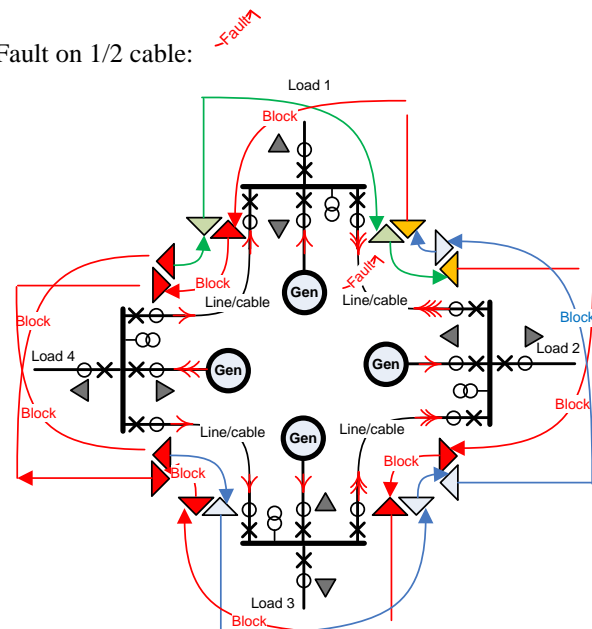 ~Fault~
Fault on 1/2 cable:
Load 1
Block
Block
Gen
~Fault~
Line/cable
Line/cable
Block
Block
Load 4
Gen
Gen
Load 2
Block
Block
Line/cable
Gen
Line/cable
Block
Block
Load 3
Block